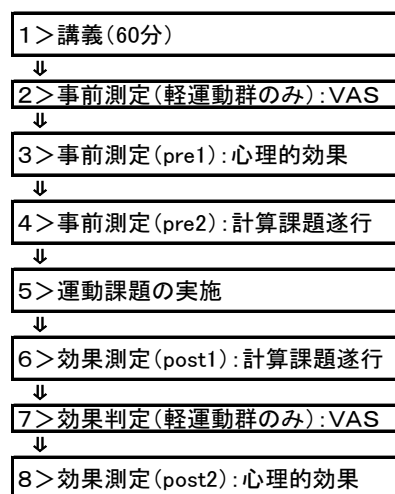 1＞講義（60分）
⇓
2＞事前測定（軽運動群のみ）：VAS
⇓
3＞事前測定（pre1）：心理的効果
⇓
4＞事前測定（pre2）：計算課題遂行
⇓
5＞運動課題の実施
⇓
6＞効果測定（post1）：計算課題遂行
⇓
7＞効果判定（軽運動群のみ）：VAS
⇓
8＞効果測定（post2）：心理的効果